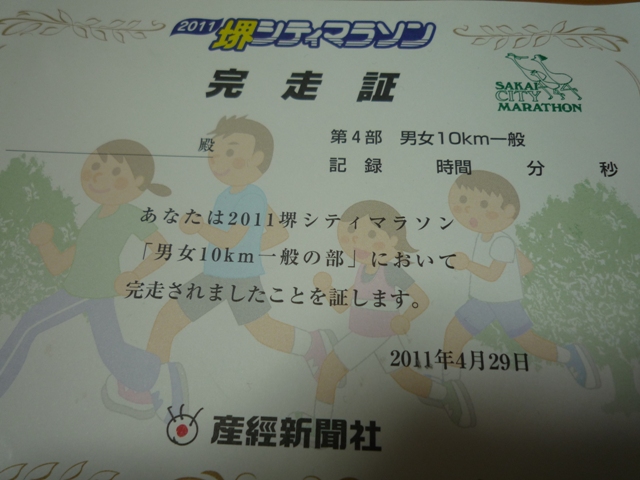 2011堺シティマラソン
完走証
SAKAI
CITY
MARATHON
殿
第4部 男女10km一般
記録 時間 分 秒
あなたは2011堺シティマラソン
「男女10km一般の部」において
完走されましたことを証します。
2011年4月29日
産經新聞社